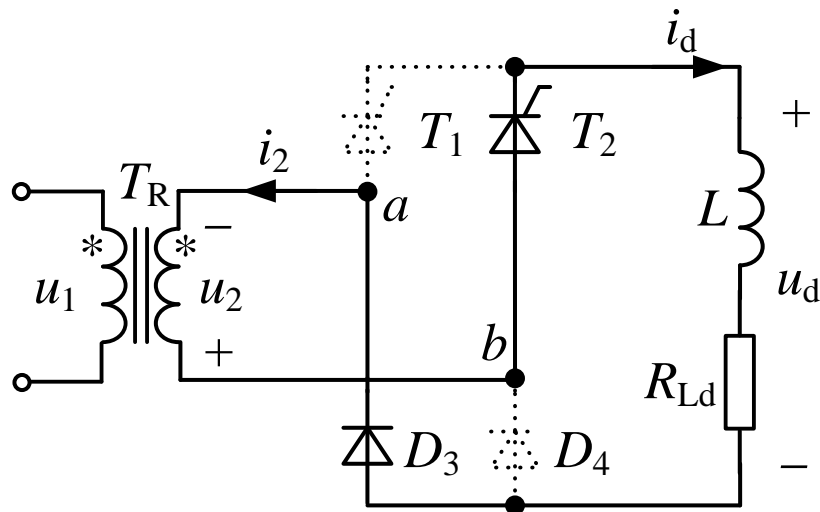 i_d
+
T_1
T_2
i_2
T_R
a
L
* * −
u_1
u_2
u_d
+
b
R_Ld
D_3
D_4
−